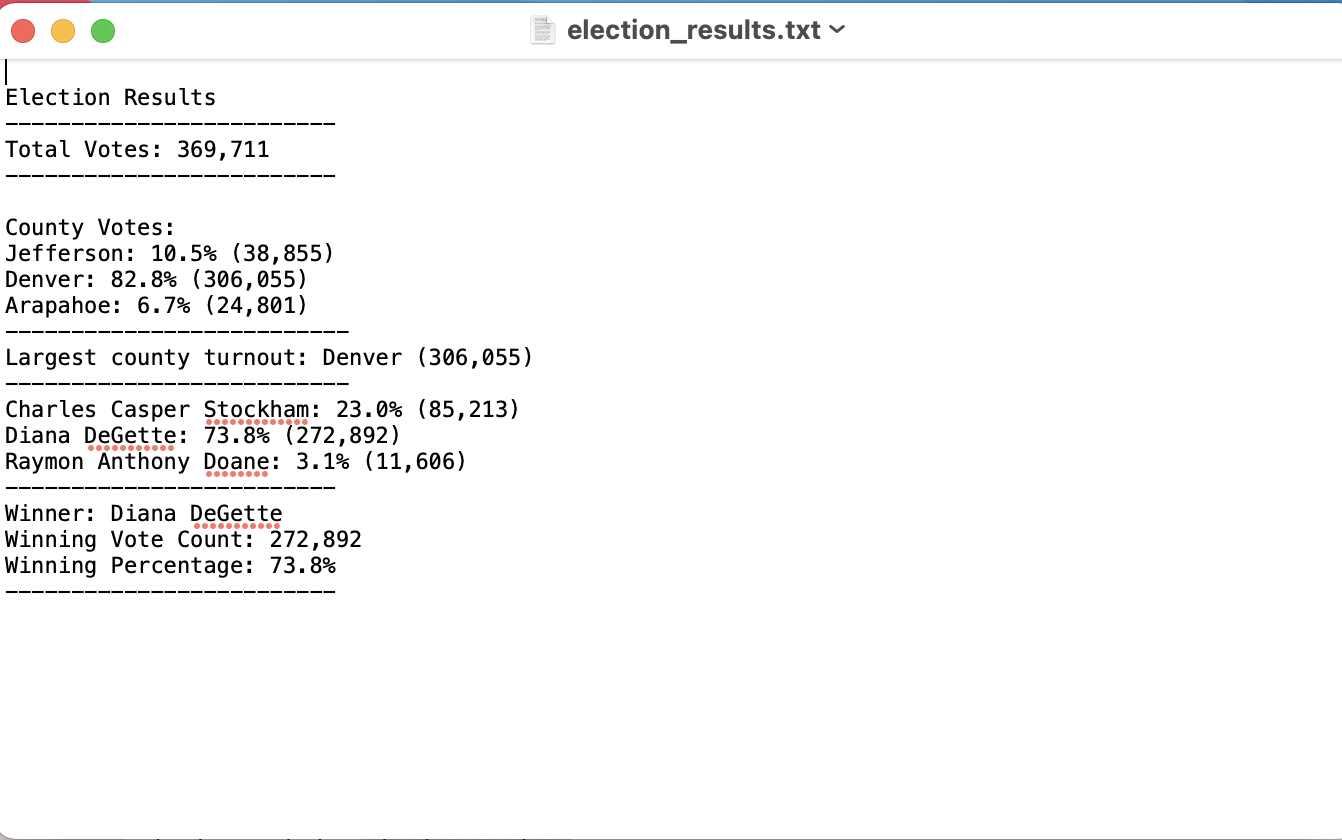 election_results.txt
Election Results
-------------------------
Total Votes: 369,711
-------------------------
County Votes:
Jefferson: 10.5% (38,855)
Denver: 82.8% (306,055)
Arapahoe: 6.7% (24,801)
--------------------------
Largest county turnout: Denver (306,055)
--------------------------
Charles Casper Stockham: 23.0% (85,213)
Diana DeGette: 73.8% (272,892)
Raymon Anthony Doane: 3.1% (11,606)
-------------------------
Winner: Diana DeGette
Winning Vote Count: 272,892
Winning Percentage: 73.8%
-------------------------